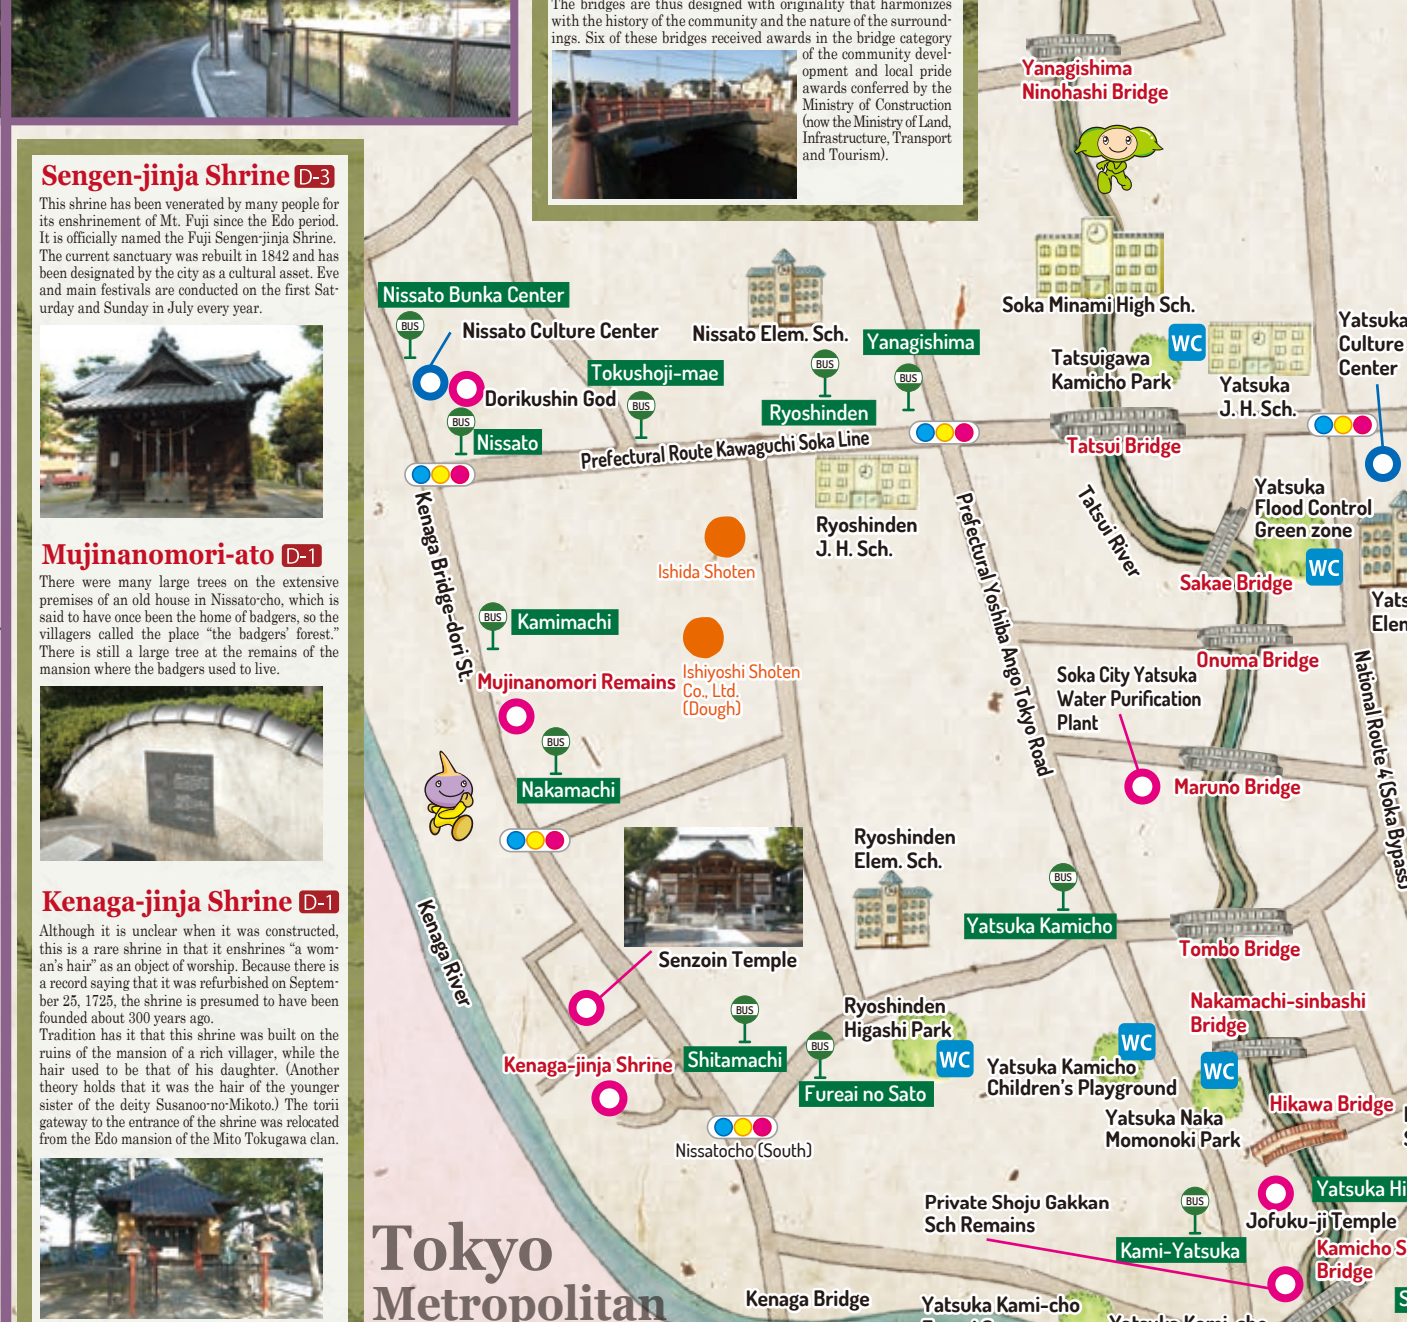 The bridges are thus designed with originality that harmonizes
with the history of the community and the nature of the surround-
ings. Six of these bridges received awards in the bridge category
of the community devel-
opment and local pride
awards conferred by the
Ministry of Construction
(now the Ministry of Land,
Infrastructure, Transport
and Tourism).
Sengen-jinja Shrine D-3
This shrine has been venerated by many people for
its enshrinement of Mt. Fuji since the Edo period.
It is officially named the Fuji Sengen-jinja Shrine.
The current sanctuary was rebuilt in 1842 and has
been designated by the city as a cultural asset. Eve
and main festivals are conducted on the first Sat-
urday and Sunday in July every year.
Mujinanomori-ato D-1
There were many large trees on the extensive
premises of an old house in Nissato-cho, which is
said to have once been the home of badgers, so the
villagers called the place “the badgers’ forest.”
There is still a large tree at the remains of the
mansion where the badgers used to live.
Kenaga-jinja Shrine D-1
Although it is unclear when it was constructed,
this is a rare shrine in that it enshrines “a wom-
an’s hair” as an object of worship. Because there is
a record saying that it was refurbished on Septem-
ber 25, 1725, the shrine is presumed to have been
founded about 300 years ago.
Tradition has it that this shrine was built on the
ruins of the mansion of a rich villager, while the
hair used to be that of his daughter. (Another
theory holds that it was the hair of the younger
sister of the deity Susanoo-no-Mikoto.) The torii
gateway to the entrance of the shrine was relocated
from the Edo mansion of the Mito Tokugawa clan.
Yanagishima
Ninohashi Bridge
Soka Minami High Sch.
Nissato Bunka Center
BUS
Nissato Culture Center
Nissato Elem. Sch.
Yanagishima
BUS
Tokushoji-mae
BUS
BUS
Ryoshinden
Dorikushin God
BUS
Nissato
Prefectural Route Kawaguchi Soka Line
Tatsuigawa
Kamicho Park
WC
Yatsuka
J. H. Sch.
Yatsuka
Culture
Center
Tatsui Bridge
Kenaga Bridge-dori St.
Ryoshinden
J. H. Sch.
Prefectural Yoshiba Ango Tokyo Road
Tatsui River
Yatsuka
Flood Control
Green zone
WC
Sakae Bridge
Yats
Elem
Ishida Shoten
BUS
Kamimachi
Ishiyoshi Shoten
Co., Ltd.
(Dough)
Mujinanomori Remains
BUS
Nakamachi
Onuma Bridge
National Route 4 (Soka Bypass)
Soka City Yatsuka
Water Purification
Plant
Maruno Bridge
Ryoshinden
Elem. Sch.
BUS
Yatsuka Kamicho
Tombo Bridge
Kenaga River
Senzoin Temple
Nakamachi-sinbashi
Bridge
BUS
Shitamachi
Kenaga-jinja Shrine
Ryoshinden
Higashi Park
WC
BUS
Fureai no Sato
WC
Yatsuka Kamicho
Children’s Playground
WC
Yatsuka Naka
Momonoki Park
Hikawa Bridge
Nissatocho (South)
Private Shoju Gakkan
Sch Remains
BUS
Kami-Yatsuka
Yatsuka Hi
Jofuku-ji Temple
Kamicho S
Bridge
Tokyo
Metropolitan
Kenaga Bridge
Yatsuka Kami-cho
Yatsuka Kami-cho
S